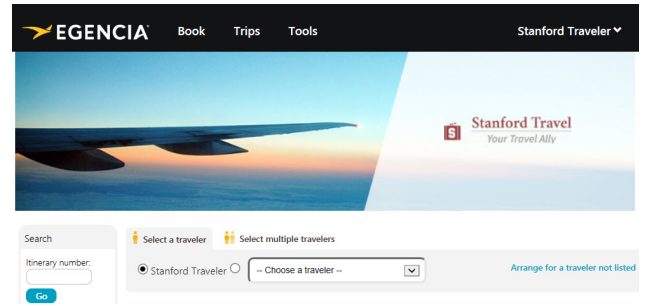 EGENCIA Book Trips Tools Stanford Traveler
S Stanford Travel
Your Travel Ally
Search
Select a traveler Select multiple travelers
Itinerary number:
Stanford Traveler -- Choose a traveler -- Arrange for a traveler not listed
Go